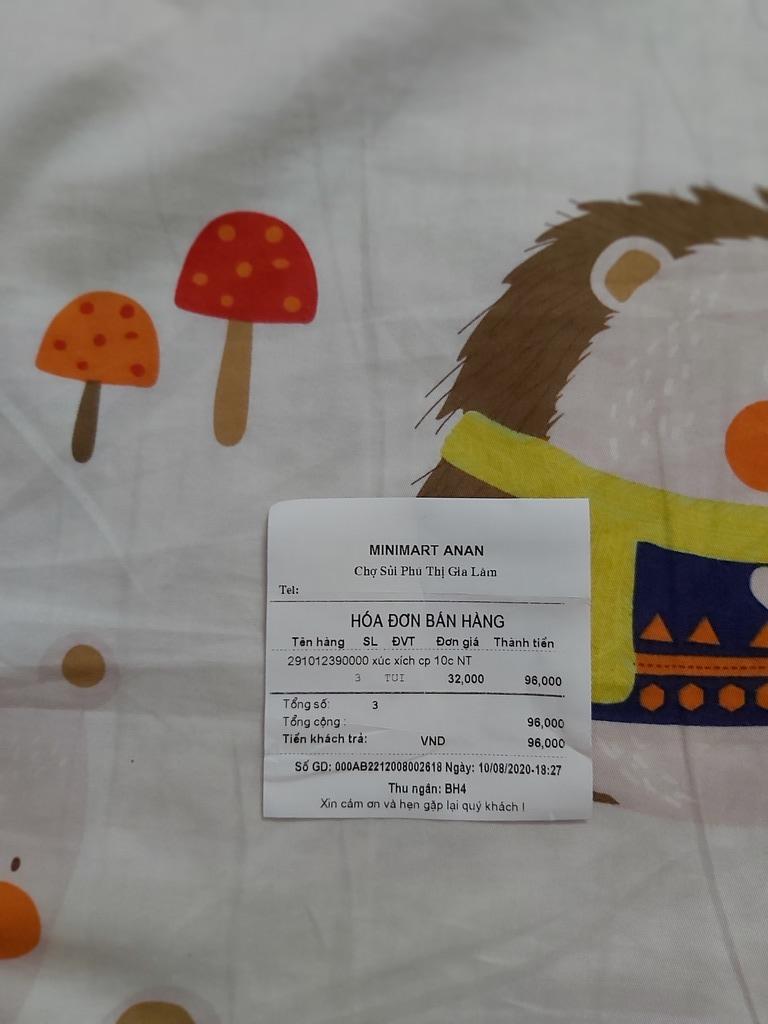 MINIMART ANAN
Chợ Sủi Phú Thị Gia Lâm
Tel:
HÓA ĐƠN BÁN HÀNG
Tên hàng SL ĐVT Đơn giá Thành tiền
291012390000 xúc xích cp 10c NT
3 TUI 32,000 96,000
Tổng số: 3
Tổng cộng : 96,000
Tiền khách trả: VND 96,000
Số GD: 000AB2212008002618 Ngày: 10/08/2020-18:27
Thu ngân: BH4
Xin cảm ơn và hẹn gặp lại quý khách !